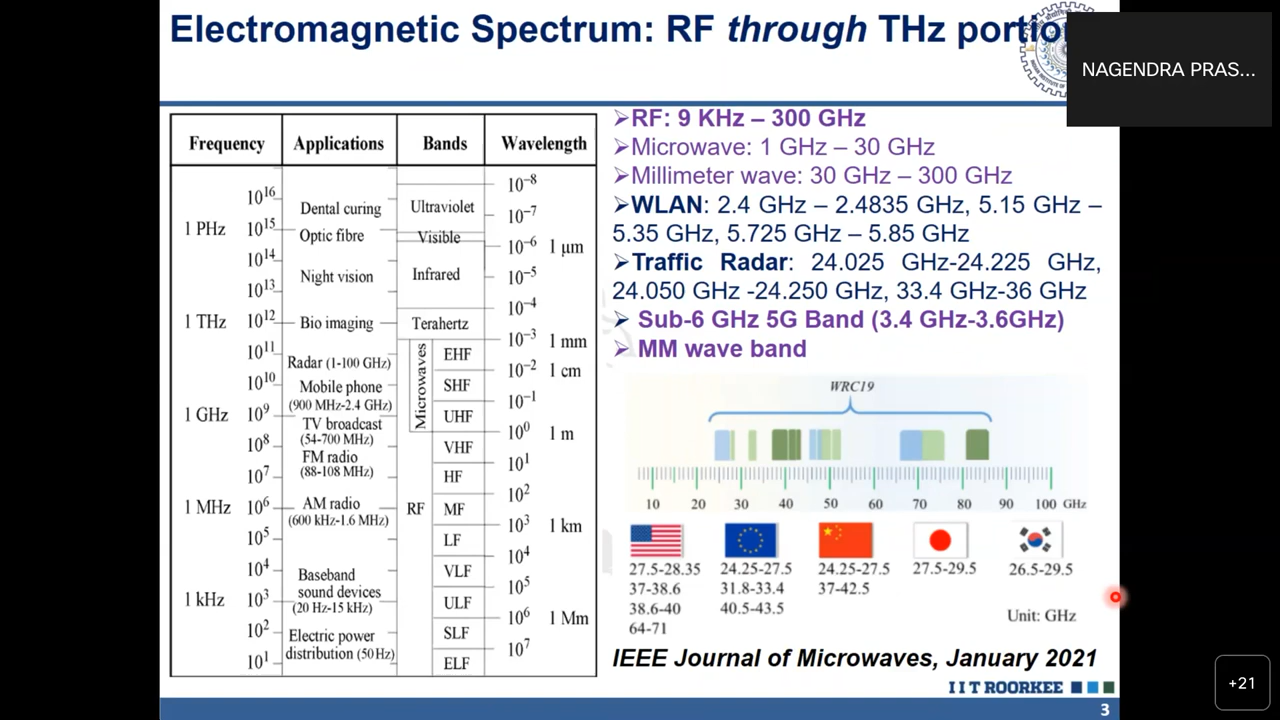 Electromagnetic Spectrum: RF through THz portio
NAGENDRA PRAS...
Frequency Applications Bands Wavelength
10^16 10^-8
Dental curing Ultraviolet
1 PHz 10^15 Optic fibre Visible 10^-7
10^14 10^-6 1 μm
Night vision Infrared 10^-5
10^13
10^-4
1 THz 10^12 Bio imaging Terahertz
10^-3 1 mm
10^11 Radar (1-100 GHz) EHF
10^-2 1 cm
10^10 Mobile phone SHF
(900 MHz-2.4 GHz) 10^-1
Microwaves
1 GHz 10^9 TV broadcast UHF
(54-700 MHz) 10^0 1 m
10^8 FM radio VHF
(88-108 MHz) 10^1
10^7 HF
10^2
1 MHz 10^6 AM radio RF MF
(600 kHz-1.6 MHz) 10^3 1 km
10^5 LF
10^4
10^4 Baseband VLF
sound devices 10^5
1 kHz 10^3 (20 Hz-15 kHz) ULF
10^6 1 Mm
10^2 Electric power SLF
distribution (50 Hz) 10^7
10^1 ELF
➢RF: 9 KHz – 300 GHz
➢Microwave: 1 GHz – 30 GHz
➢Millimeter wave: 30 GHz – 300 GHz
➢WLAN: 2.4 GHz – 2.4835 GHz, 5.15 GHz –
5.35 GHz, 5.725 GHz – 5.85 GHz
➢Traffic Radar: 24.025 GHz-24.225 GHz,
24.050 GHz -24.250 GHz, 33.4 GHz-36 GHz
➢ Sub-6 GHz 5G Band (3.4 GHz-3.6GHz)
➢ MM wave band
WRC19
10 20 30 40 50 60 70 80 90 100 GHz
27.5-28.35 24.25-27.5 24.25-27.5 27.5-29.5 26.5-29.5
37-38.6 31.8-33.4 37-42.5
38.6-40 40.5-43.5 Unit: GHz
64-71
IEEE Journal of Microwaves, January 2021
I I T ROORKEE
3
+21